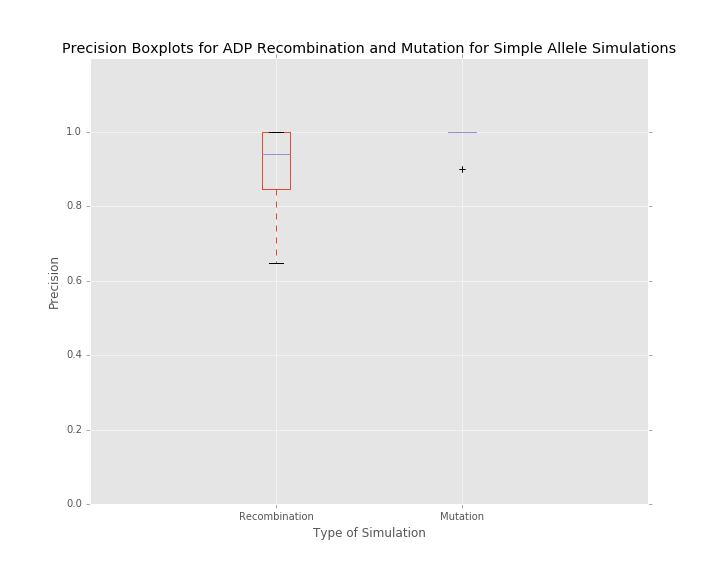 Precision Boxplots for ADP Recombination and Mutation for Simple Allele Simulations
1.0
0.8
0.6
0.4
0.2
0.0
Precision
Recombination
Mutation
Type of Simulation